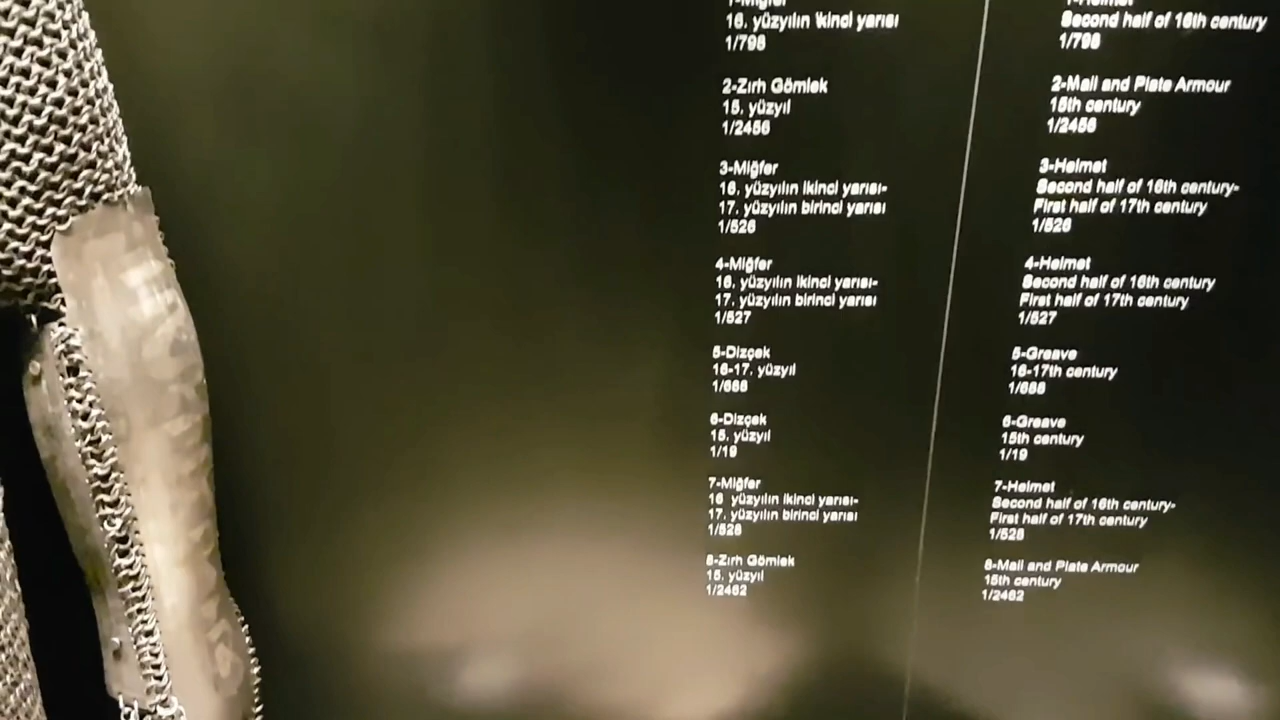 1-Miğfer
16. yüzyılın ikinci yarısı
1/798
2-Zırh Gömlek
15. yüzyıl
1/2456
3-Miğfer
16. yüzyılın ikinci yarısı-
17. yüzyılın birinci yarısı
1/526
4-Miğfer
16. yüzyılın ikinci yarısı-
17. yüzyılın birinci yarısı
1/527
5-Dizçek
16-17. yüzyıl
6-Dizçek
15. yüzyıl
1/19
7-Miğfer
16 yüzyılın ikinci yarısı-
17. yüzyılın birinci yarısı
1/528
8-Zırh Gömlek
15. yüzyıl
1/2462
1-Helmet
Second half of 16th century
1/798
2-Mail and Plate Armour
15th century
1/2456
3-Helmet
Second half of 16th century-
First half of 17th century
1/526
4-Helmet
Second half of 16th century
First half of 17th century
1/527
5-Greave
16-17th century
6-Greave
15th century
1/19
7-Helmet
Second half of 16th century-
First half of 17th century
1/528
8-Mail and Plate Armour
15th century
1/2462